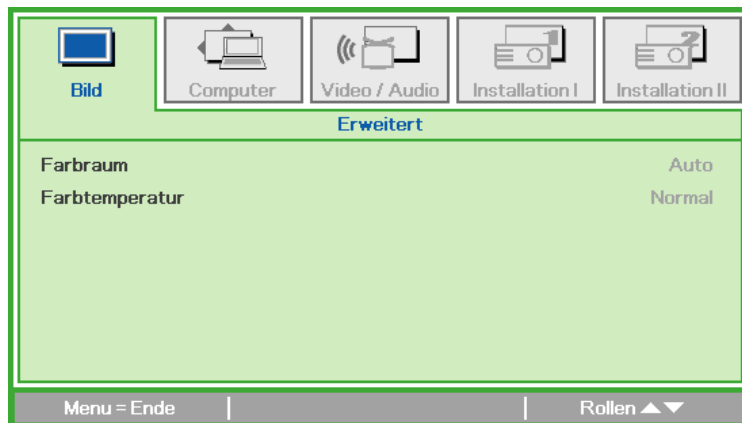 Bild Computer Video / Audio Installation I Installation II
Erweitert
Farbraum Auto
Farbtemperatur Normal
Menu = Ende Rollen ▲▼